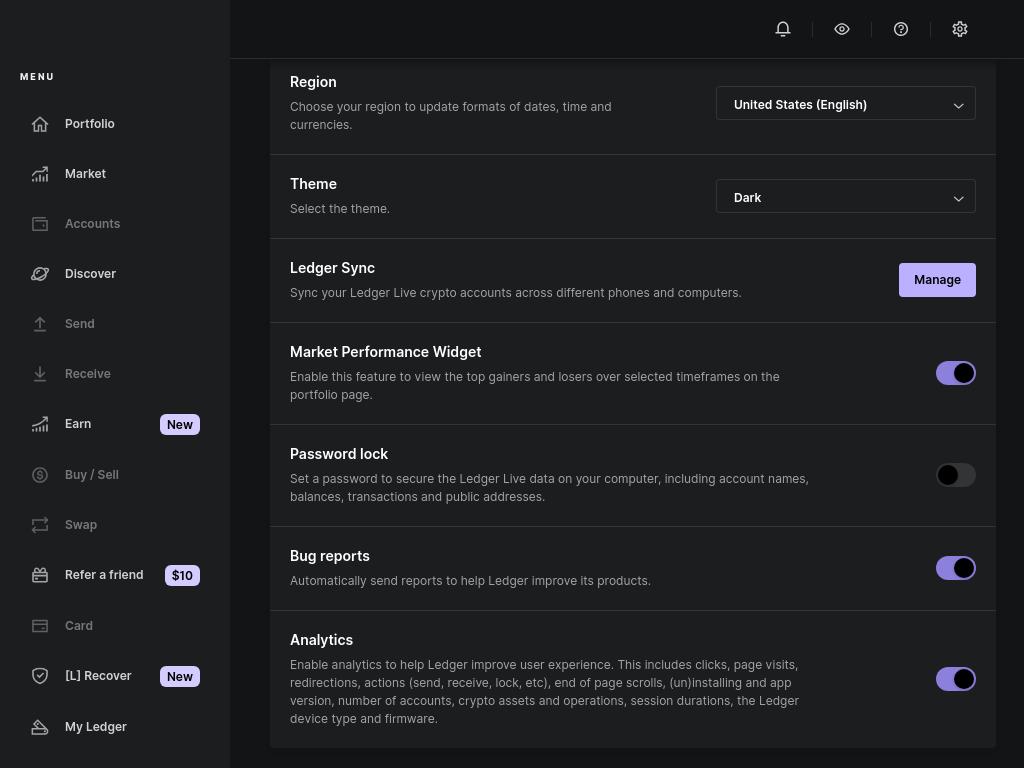 MENU
Portfolio
Market
Accounts
Discover
Send
Receive
Earn
New
Buy / Sell
Swap
Refer a friend
$10
Card
[L] Recover
New
My Ledger
Region
Choose your region to update formats of dates, time and
currencies.
United States (English)
Theme
Select the theme.
Dark
Ledger Sync
Sync your Ledger Live crypto accounts across different phones and computers.
Manage
Market Performance Widget
Enable this feature to view the top gainers and losers over selected timeframes on the
portfolio page.
Password lock
Set a password to secure the Ledger Live data on your computer, including account names,
balances, transactions and public addresses.
Bug reports
Automatically send reports to help Ledger improve its products.
Analytics
Enable analytics to help Ledger improve user experience. This includes clicks, page visits,
redirections, actions (send, receive, lock, etc), end of page scrolls, (un)installing and app
version, number of accounts, crypto assets and operations, session durations, the Ledger
device type and firmware.